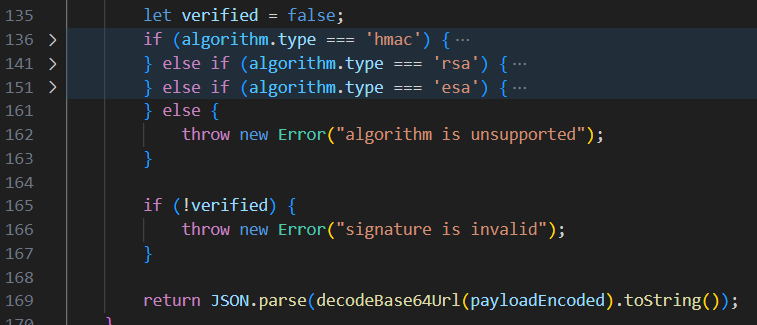 135 let verified = false;
136 > if (algorithm.type === 'hmac') {···
141 > } else if (algorithm.type === 'rsa') {···
151 > } else if (algorithm.type === 'esa') {···
161 } else {
162 throw new Error("algorithm is unsupported");
163 }
164
165 if (!verified) {
166 throw new Error("signature is invalid");
167 }
168
169 return JSON.parse(decodeBase64Url(payloadEncoded).toString());
170 }